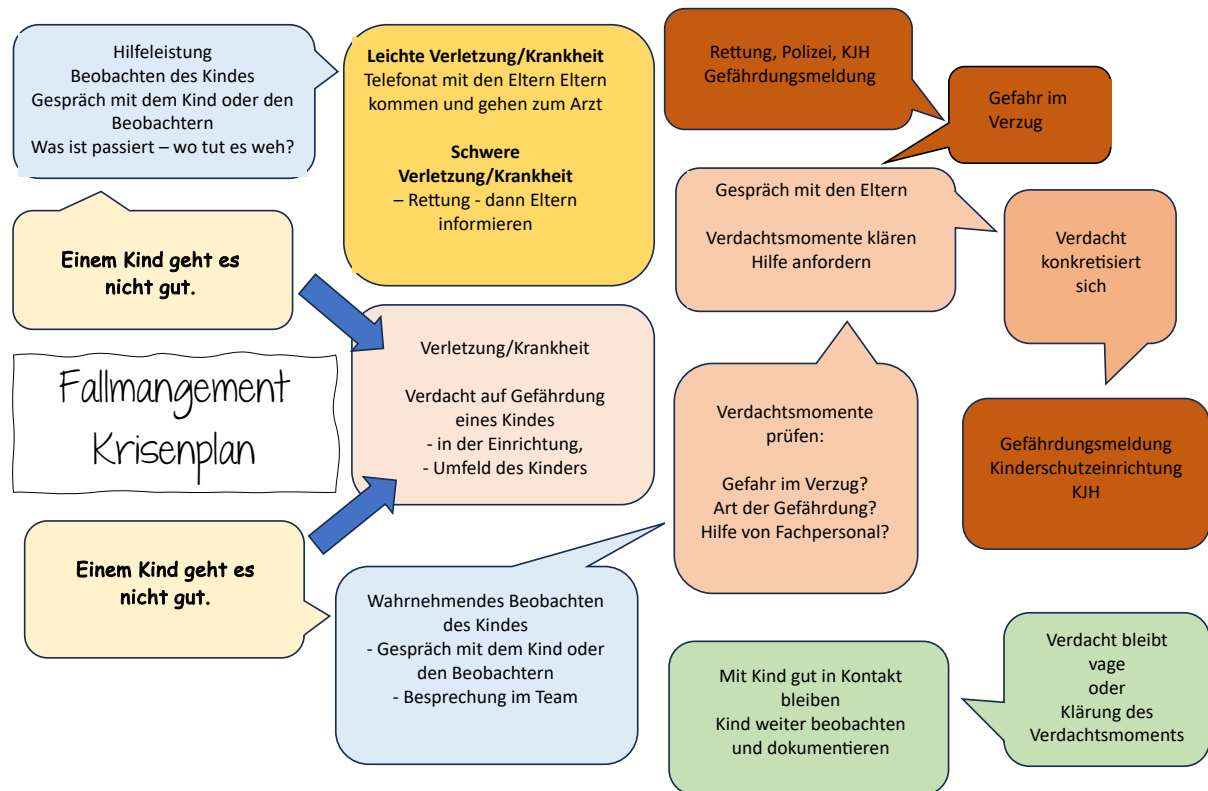 Hilfeleistung
Beobachten des Kindes
Gespräch mit dem Kind oder den
Beobachtern
Was ist passiert – wo tut es weh?
Leichte Verletzung/Krankheit
Telefonat mit den Eltern Eltern
kommen und gehen zum Arzt
Schwere
Verletzung/Krankheit
– Rettung - dann Eltern
informieren
Rettung, Polizei, KJH
Gefährdungsmeldung
Gefahr im
Verzug
Einem Kind geht es
nicht gut.
Gespräch mit den Eltern
Verdachtsmomente klären
Hilfe anfordern
Verdacht
konkretisiert
sich
Fallmangement
Krisenplan
Verletzung/Krankheit
Verdacht auf Gefährdung
eines Kindes
- in der Einrichtung,
- Umfeld des Kinders
Verdachtsmomente
prüfen:
Gefahr im Verzug?
Art der Gefährdung?
Hilfe von Fachpersonal?
Gefährdungsmeldung
Kinderschutzeinrichtung
KJH
Einem Kind geht es
nicht gut.
Wahrnehmendes Beobachten
des Kindes
- Gespräch mit dem Kind oder
den Beobachtern
- Besprechung im Team
Mit Kind gut in Kontakt
bleiben
Kind weiter beobachten
und dokumentieren
Verdacht bleibt
vage
oder
Klärung des
Verdachtsmoments